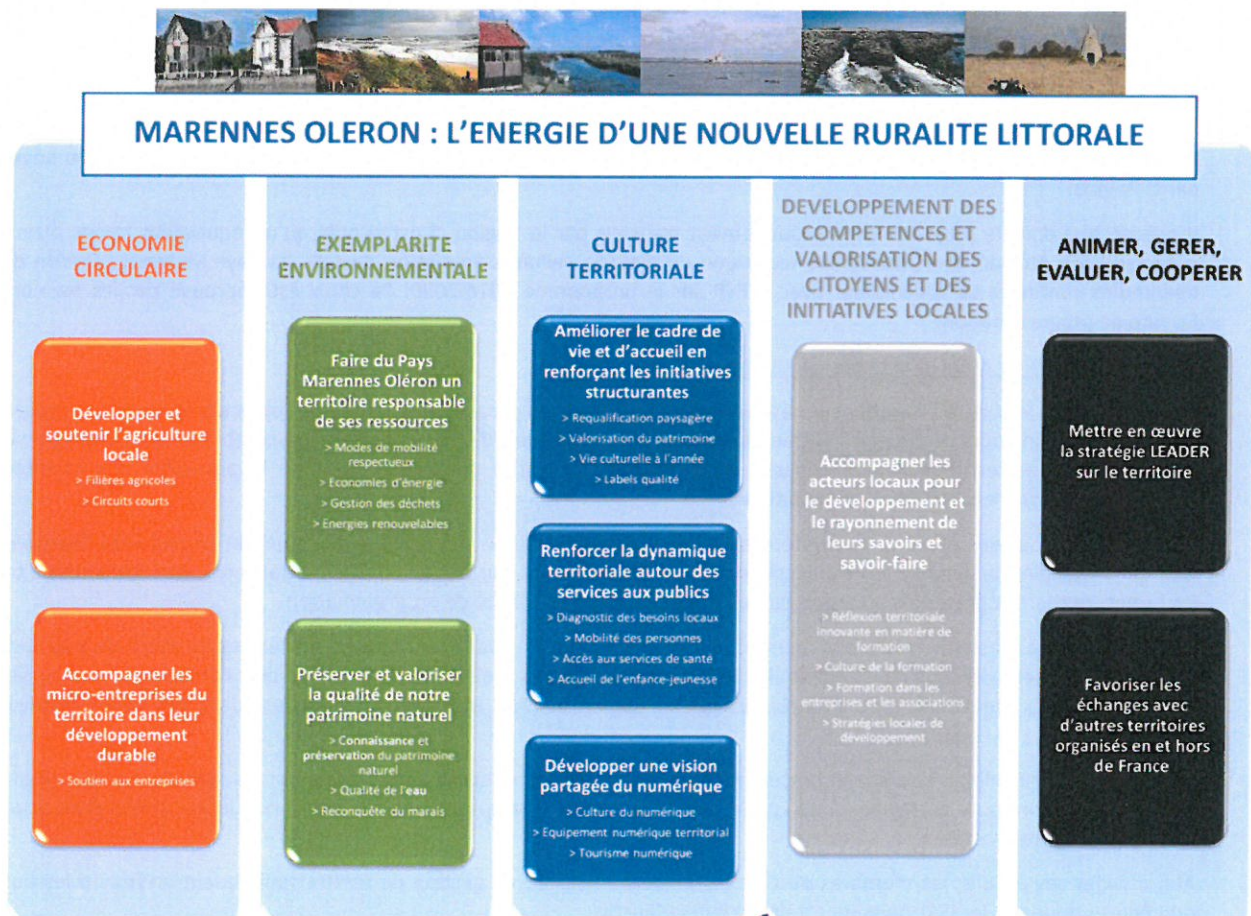 MARENNES OLERON : L'ENERGIE D'UNE NOUVELLE RURALITE LITTORALE
ECONOMIE
CIRCULAIRE
Développer et
soutenir l'agriculture
locale
> Filières agricoles
> Circuits courts
Accompagner les
micro-entreprises du
territoire dans leur
développement
durable
> Soutien aux entreprises
EXEMPLARITE
ENVIRONNEMENTALE
Faire du Pays
Marennes Oléron un
territoire responsable
de ses ressources
> Modes de mobilité
respectueux
> Economies d'énergie
> Gestion des déchets
> Energies renouvelables
Préserver et valoriser
la qualité de notre
patrimoine naturel
> Connaissance et
préservation du patrimoine
naturel
> Qualité de l'eau
> Reconquête du marais
CULTURE
TERRITORIALE
Améliorer le cadre de
vie et d'accueil en
renforçant les initiatives
structurantes
> Requalification paysagère
> Valorisation du patrimoine
> Vie culturelle à l'année
> Labels qualité
Renforcer la dynamique
territoriale autour des
services aux publics
> Diagnostic des besoins locaux
> Mobilité des personnes
> Accès aux services de santé
> Accueil de l'enfance-jeunesse
Développer une vision
partagée du numérique
> Culture du numérique
> Equipement numérique territorial
> Tourisme numérique
DEVELOPPEMENT DES
COMPETENCES ET
VALORISATION DES
CITOYENS ET DES
INITIATIVES LOCALES
Accompagner les
acteurs locaux pour
le développement et
le rayonnement de
leurs savoirs et
savoir-faire
> Réflexion territoriale
innovante en matière de
formation
> Culture de la formation
> Formation dans les
entreprises et les associations
> Stratégies locales de
développement
ANIMER, GERER,
EVALUER, COOPERER
Mettre en œuvre
la stratégie LEADER
sur le territoire
Favoriser les
échanges avec
d'autres territoires
organisés en et hors
de France